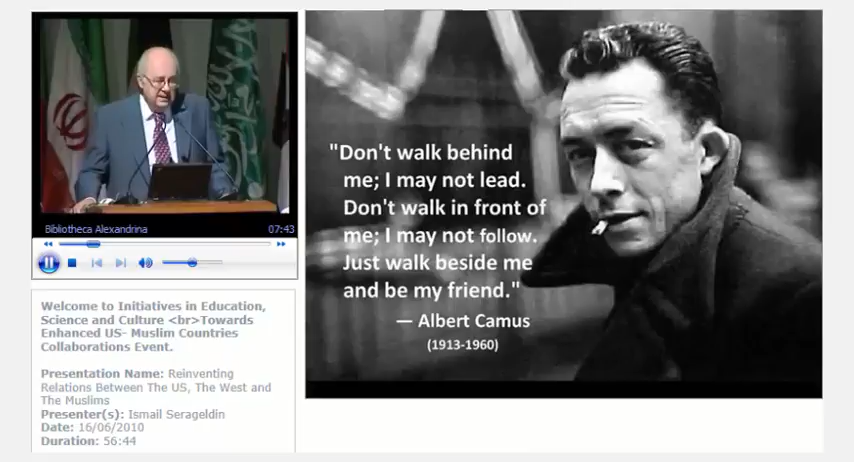 Bibliotheca Alexandrina 07:43
Welcome to Initiatives in Education,
Science and Culture <br>Towards
Enhanced US- Muslim Countries
Collaborations Event.
Presentation Name: Reinventing
Relations Between The US, The West and
The Muslims
Presenter(s): Ismail Serageldin
Date: 16/06/2010
Duration: 56:44
"Don't walk behind
me; I may not lead.
Don't walk in front of
me; I may not follow.
Just walk beside me
and be my friend."
— Albert Camus
(1913-1960)